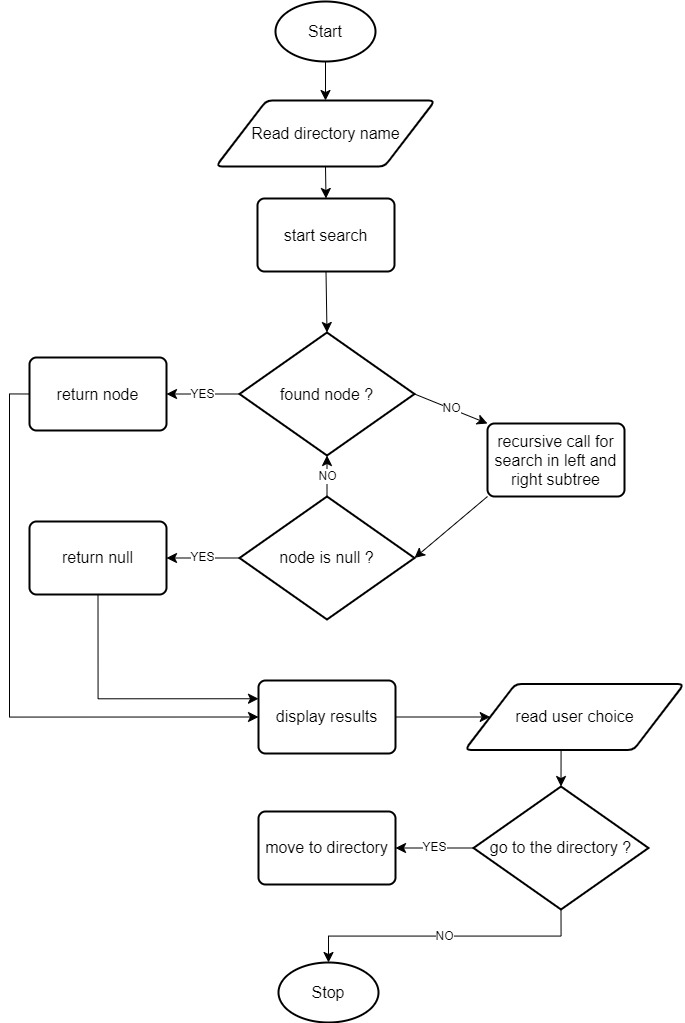 Start
Read directory name
start search
return node
YES
found node ?
NO
recursive call for
search in left and
right subtree
NO
return null
YES
node is null ?
display results
read user choice
move to directory
YES
go to the directory ?
NO
Stop